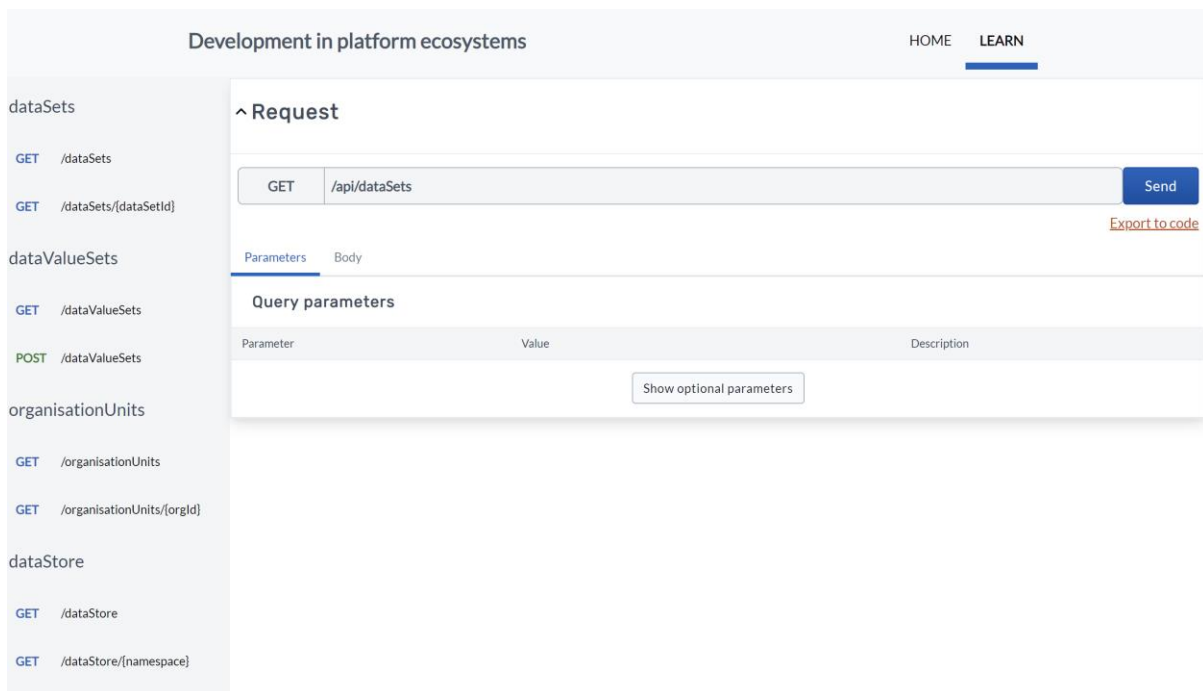 Development in platform ecosystems
HOME LEARN
dataSets
GET /dataSets
GET /dataSets/{dataSetId}
dataValueSets
GET /dataValueSets
POST /dataValueSets
organisationUnits
GET /organisationUnits
GET /organisationUnits/{orgId}
dataStore
GET /dataStore
GET /dataStore/{namespace}
Request
GET /api/dataSets Send
Export to code
Parameters Body
Query parameters
Parameter Value Description
Show optional parameters